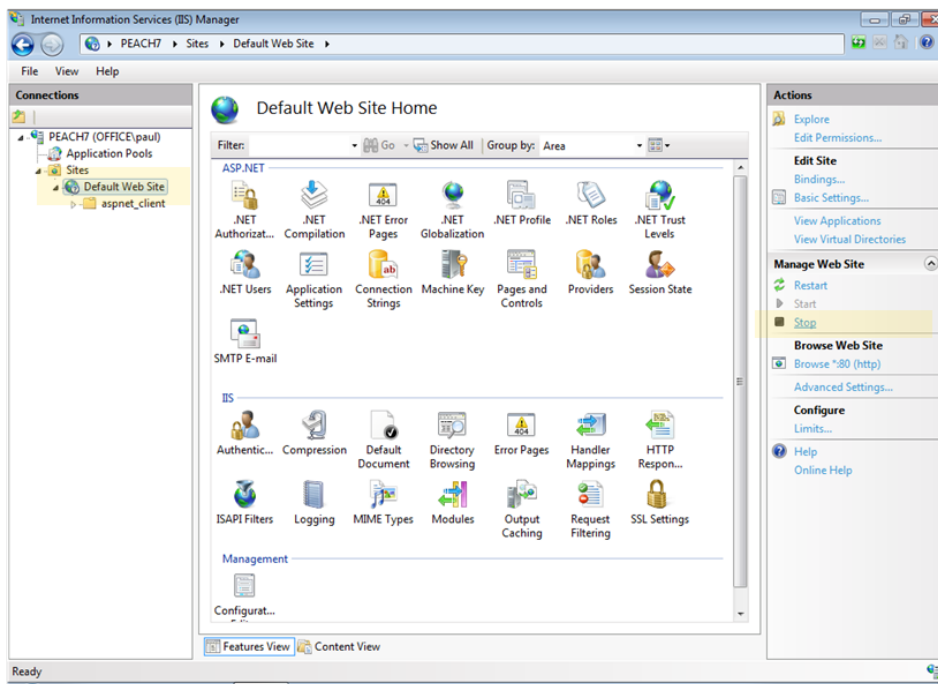 Internet Information Services (IIS) Manager
PEACH7 Sites Default Web Site
File View Help
Connections
PEACH7 (OFFICE\paul)
Application Pools
Sites
Default Web Site
aspnet_client
Default Web Site Home
Filter: Go Show All Group by: Area
ASP.NET
.NET Authorizat...
.NET Compilation
.NET Error Pages
.NET Globalization
.NET Profile
.NET Roles
.NET Trust Levels
.NET Users
Application Settings
Connection Strings
Machine Key
Pages and Controls
Providers
Session State
SMTP E-mail
IIS
Authentic...
Compression
Default Document
Directory Browsing
Error Pages
Handler Mappings
HTTP Respon...
ISAPI Filters
Logging
MIME Types
Modules
Output Caching
Request Filtering
SSL Settings
Management
Configurat...
Features View Content View
Actions
Explore
Edit Permissions...
Edit Site
Bindings...
Basic Settings...
View Applications
View Virtual Directories
Manage Web Site
Restart
Start
Stop
Browse Web Site
Browse *:80 (http)
Advanced Settings...
Configure
Limits...
Help
Online Help
Ready